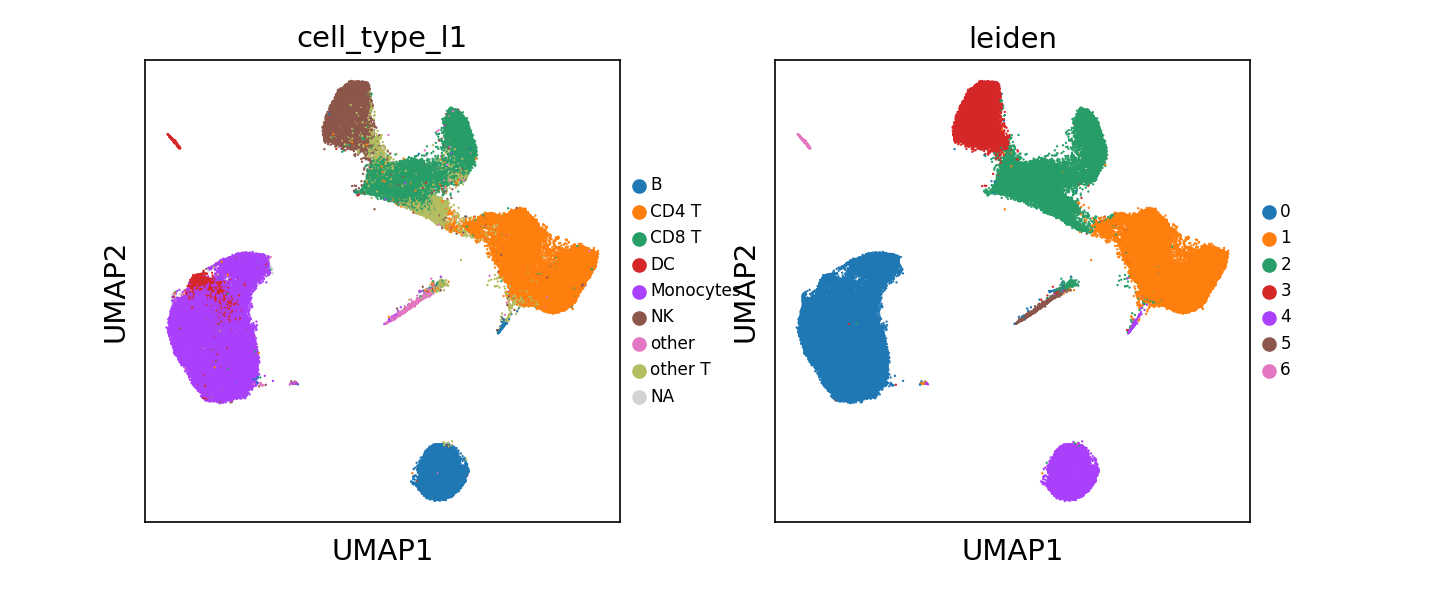 cell_type_l1
UMAP2
UMAP1
B
CD4 T
CD8 T
DC
Monocytes
NK
other
other T
NA
leiden
UMAP2
UMAP1
0
1
2
3
4
5
6